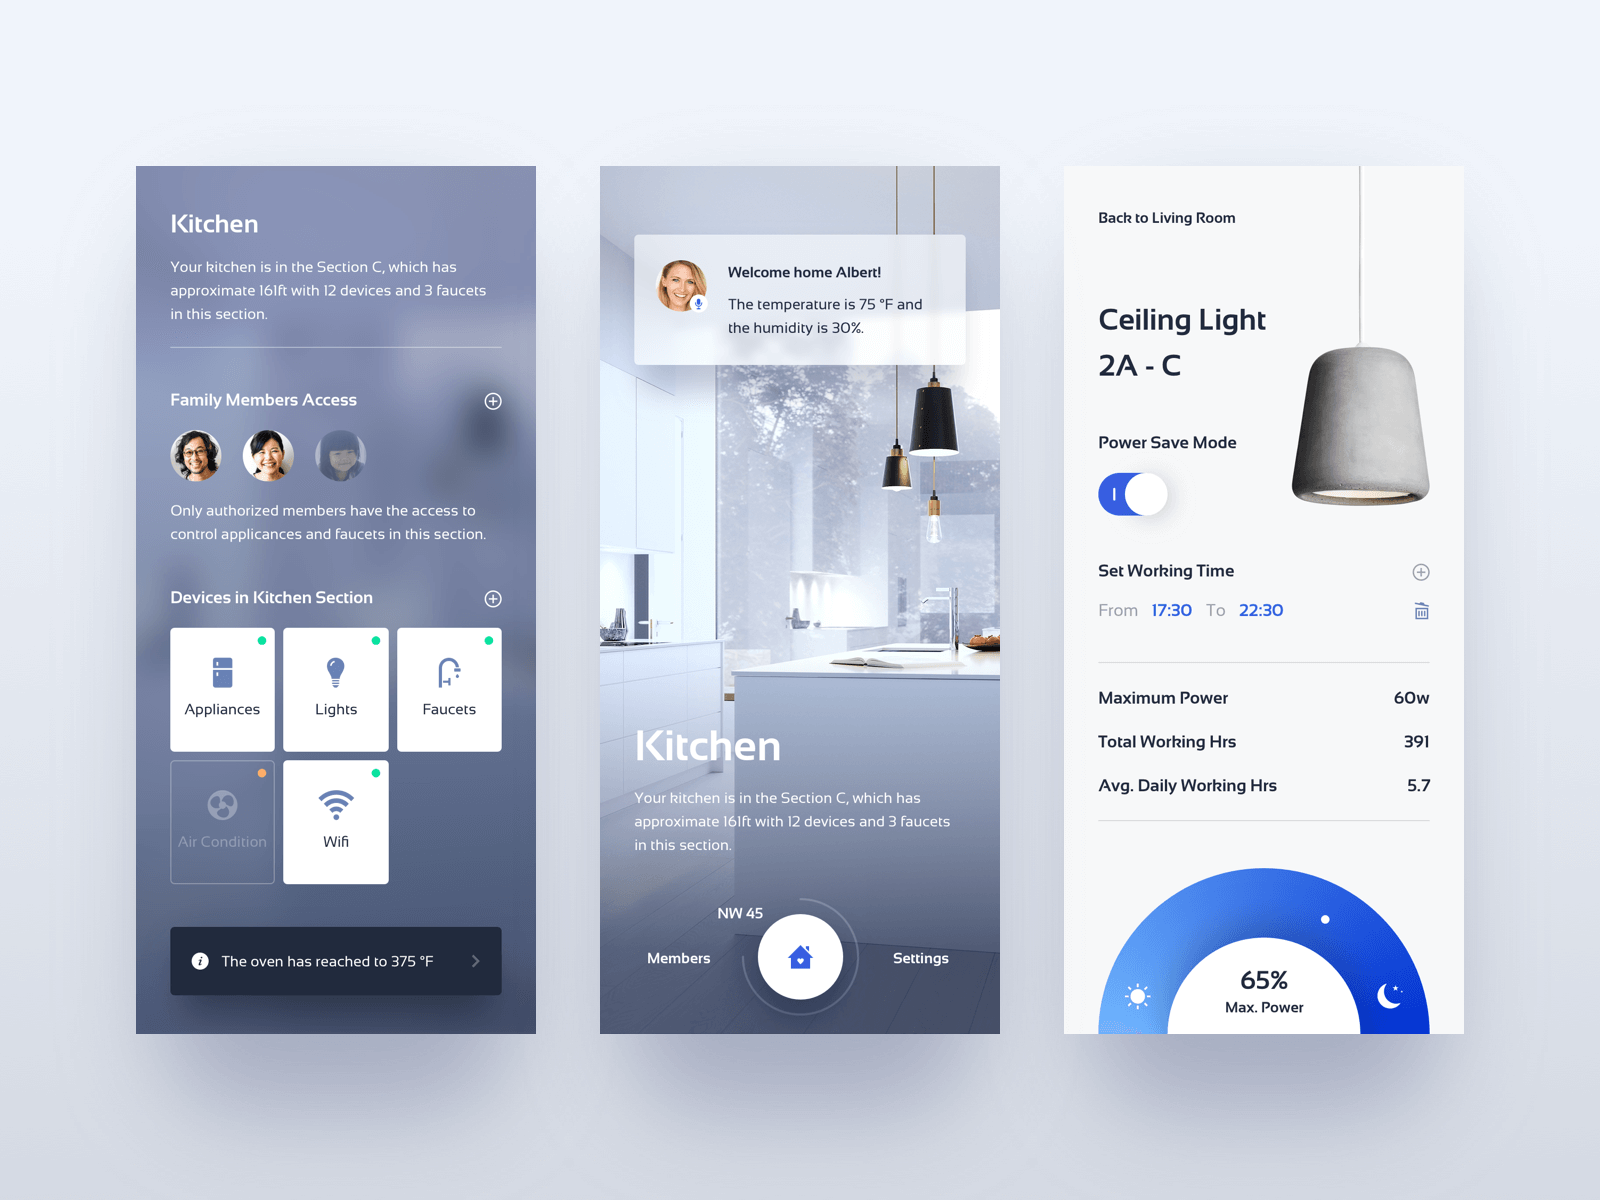 Kitchen
Your kitchen is in the Section C, which has
approximate 161ft with 12 devices and 3 faucets
in this section.
Family Members Access
Only authorized members have the access to
control applicances and faucets in this section.
Devices in Kitchen Section
Appliances
Lights
Faucets
Air Condition
Wifi
The oven has reached to 375 °F
Welcome home Albert!
The temperature is 75 °F and
the humidity is 30%.
Kitchen
Your kitchen is in the Section C, which has
approximate 161ft with 12 devices and 3 faucets
in this section.
NW 45
Members
Settings
Back to Living Room
Ceiling Light
2A - C
Power Save Mode
Set Working Time
From 17:30 To 22:30
Maximum Power 60w
Total Working Hrs 391
Avg. Daily Working Hrs 5.7
65%
Max. Power